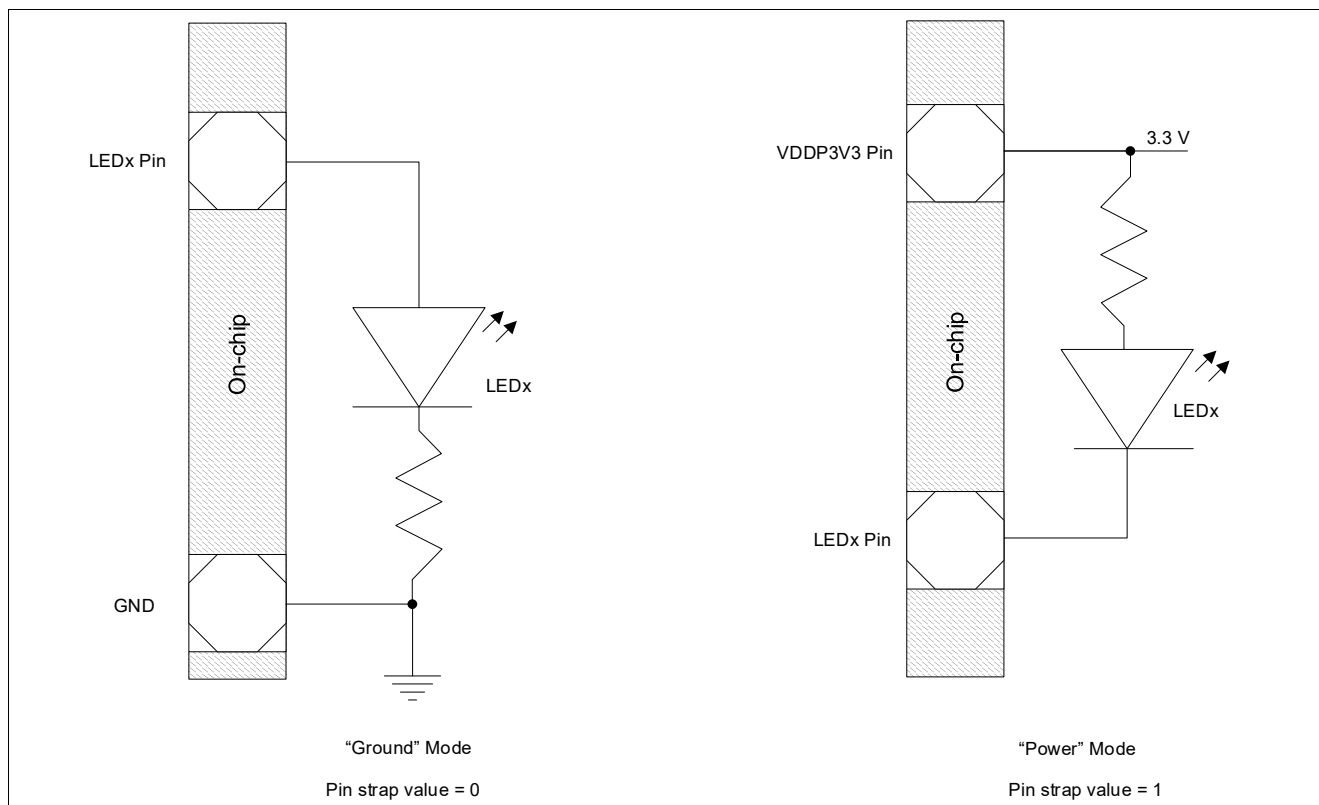 LEDx Pin
On-chip
LEDx
GND
“Ground” Mode
Pin strap value = 0
3.3 V
VDDP3V3 Pin
On-chip
LEDx
LEDx Pin
“Power” Mode
Pin strap value = 1